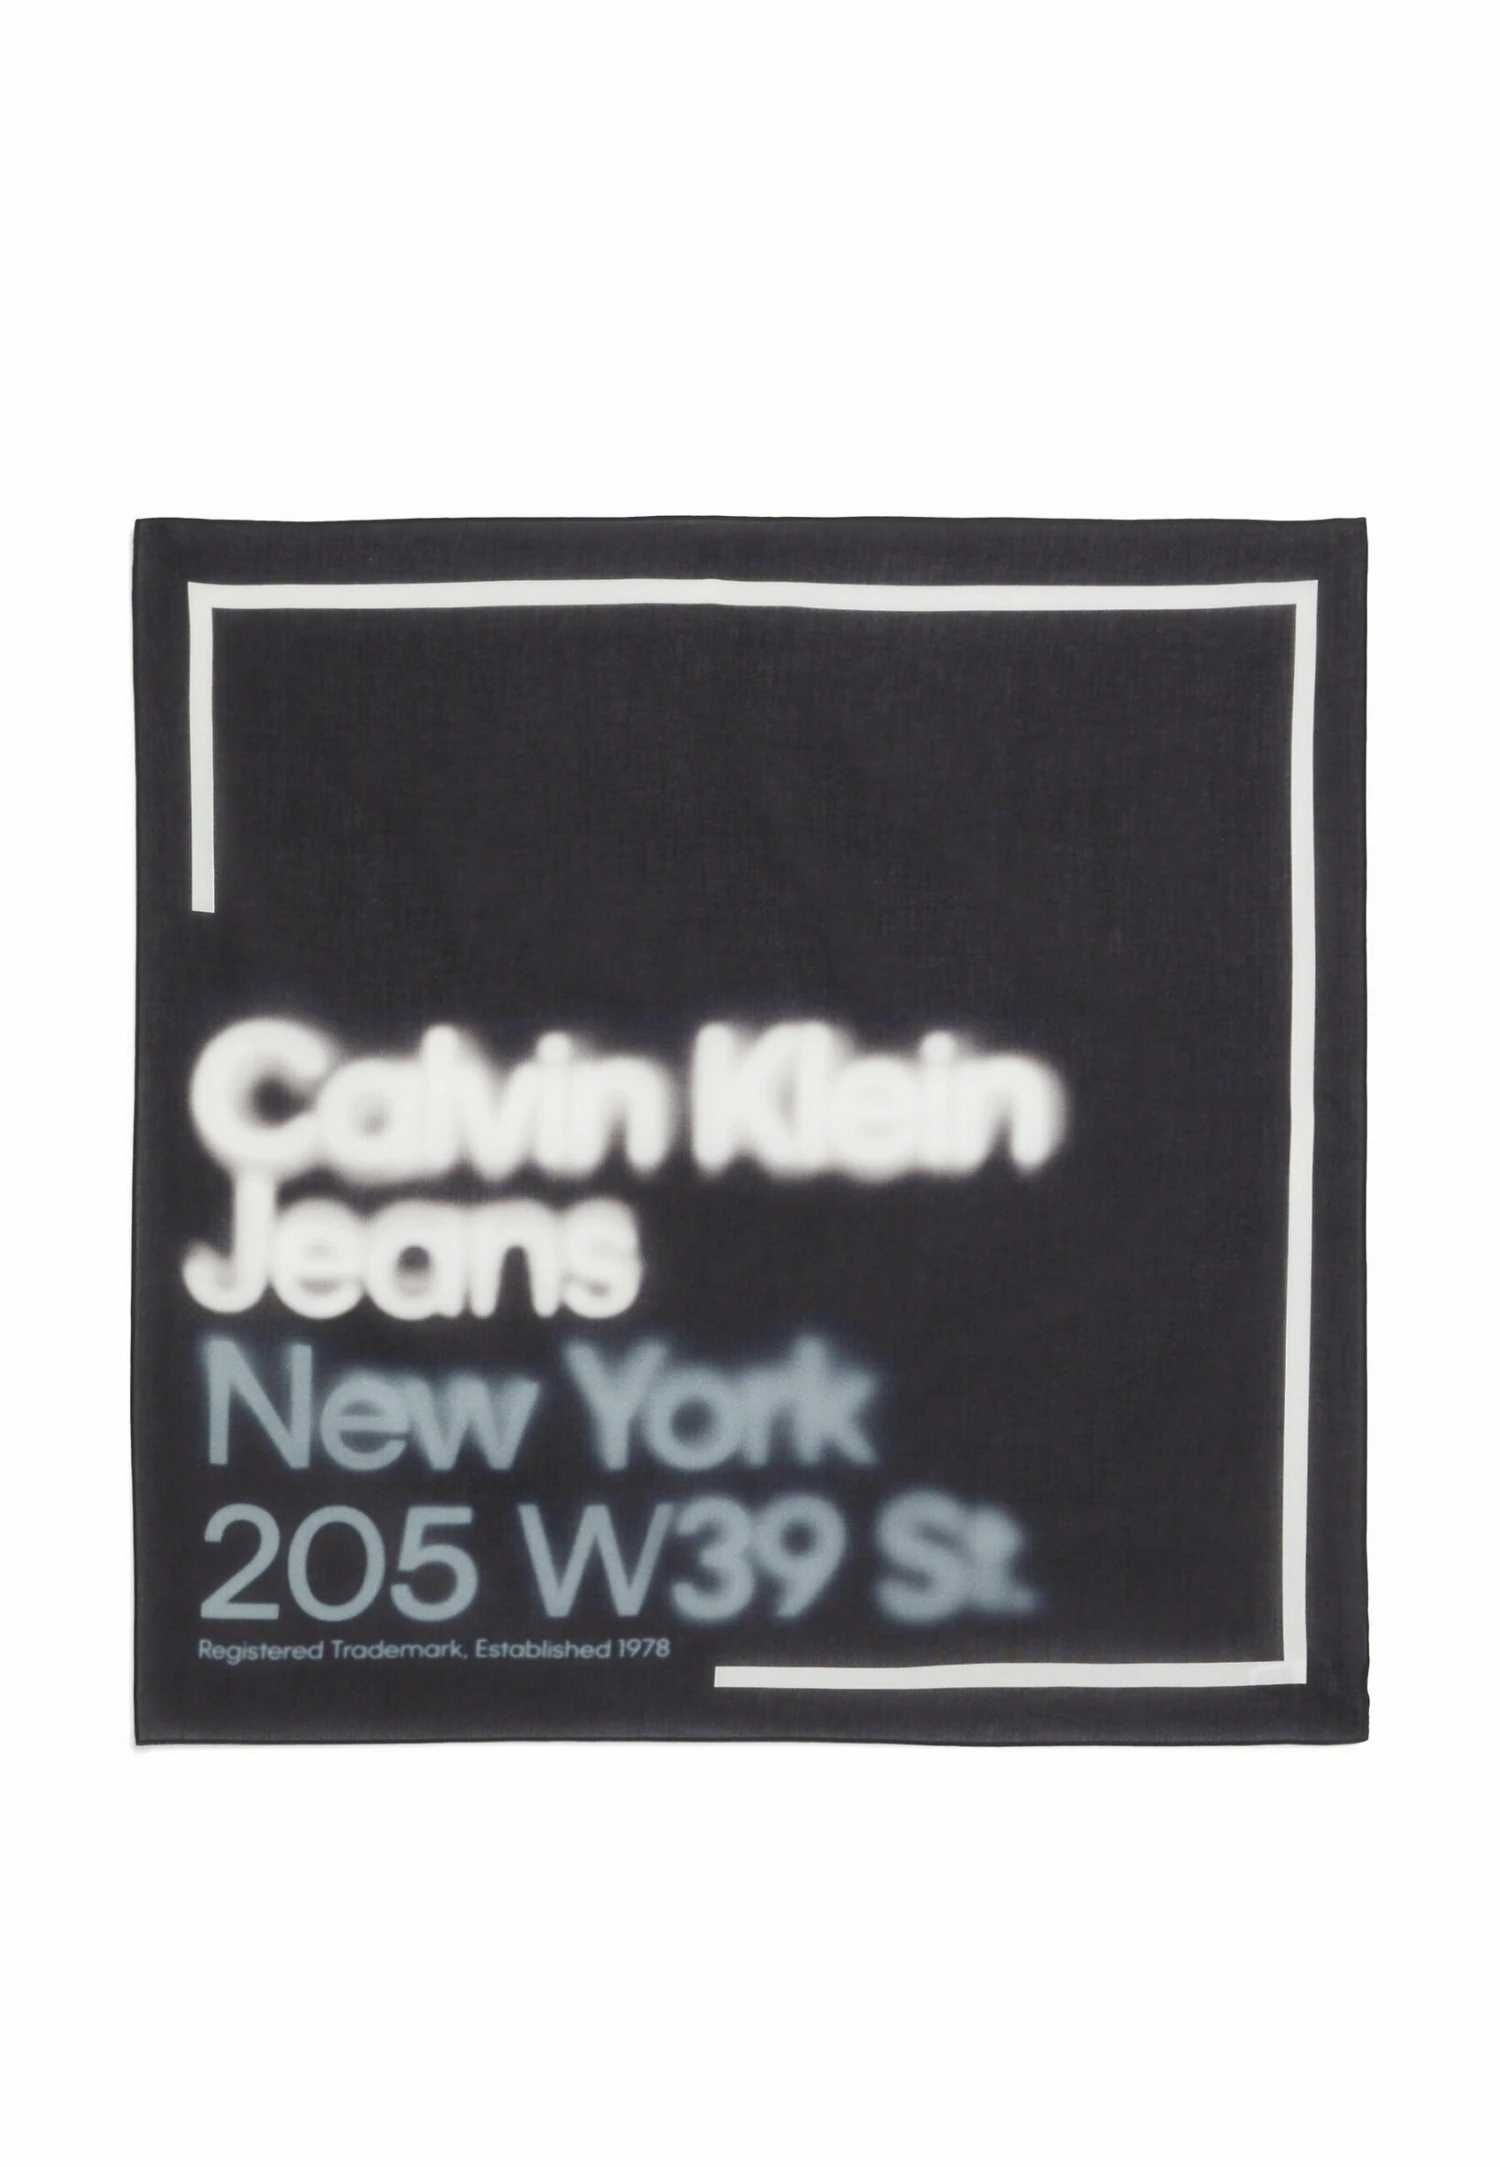 Calvin Klein
Jeans
New York
205 W39 St.
Registered Trademark, Established 1978